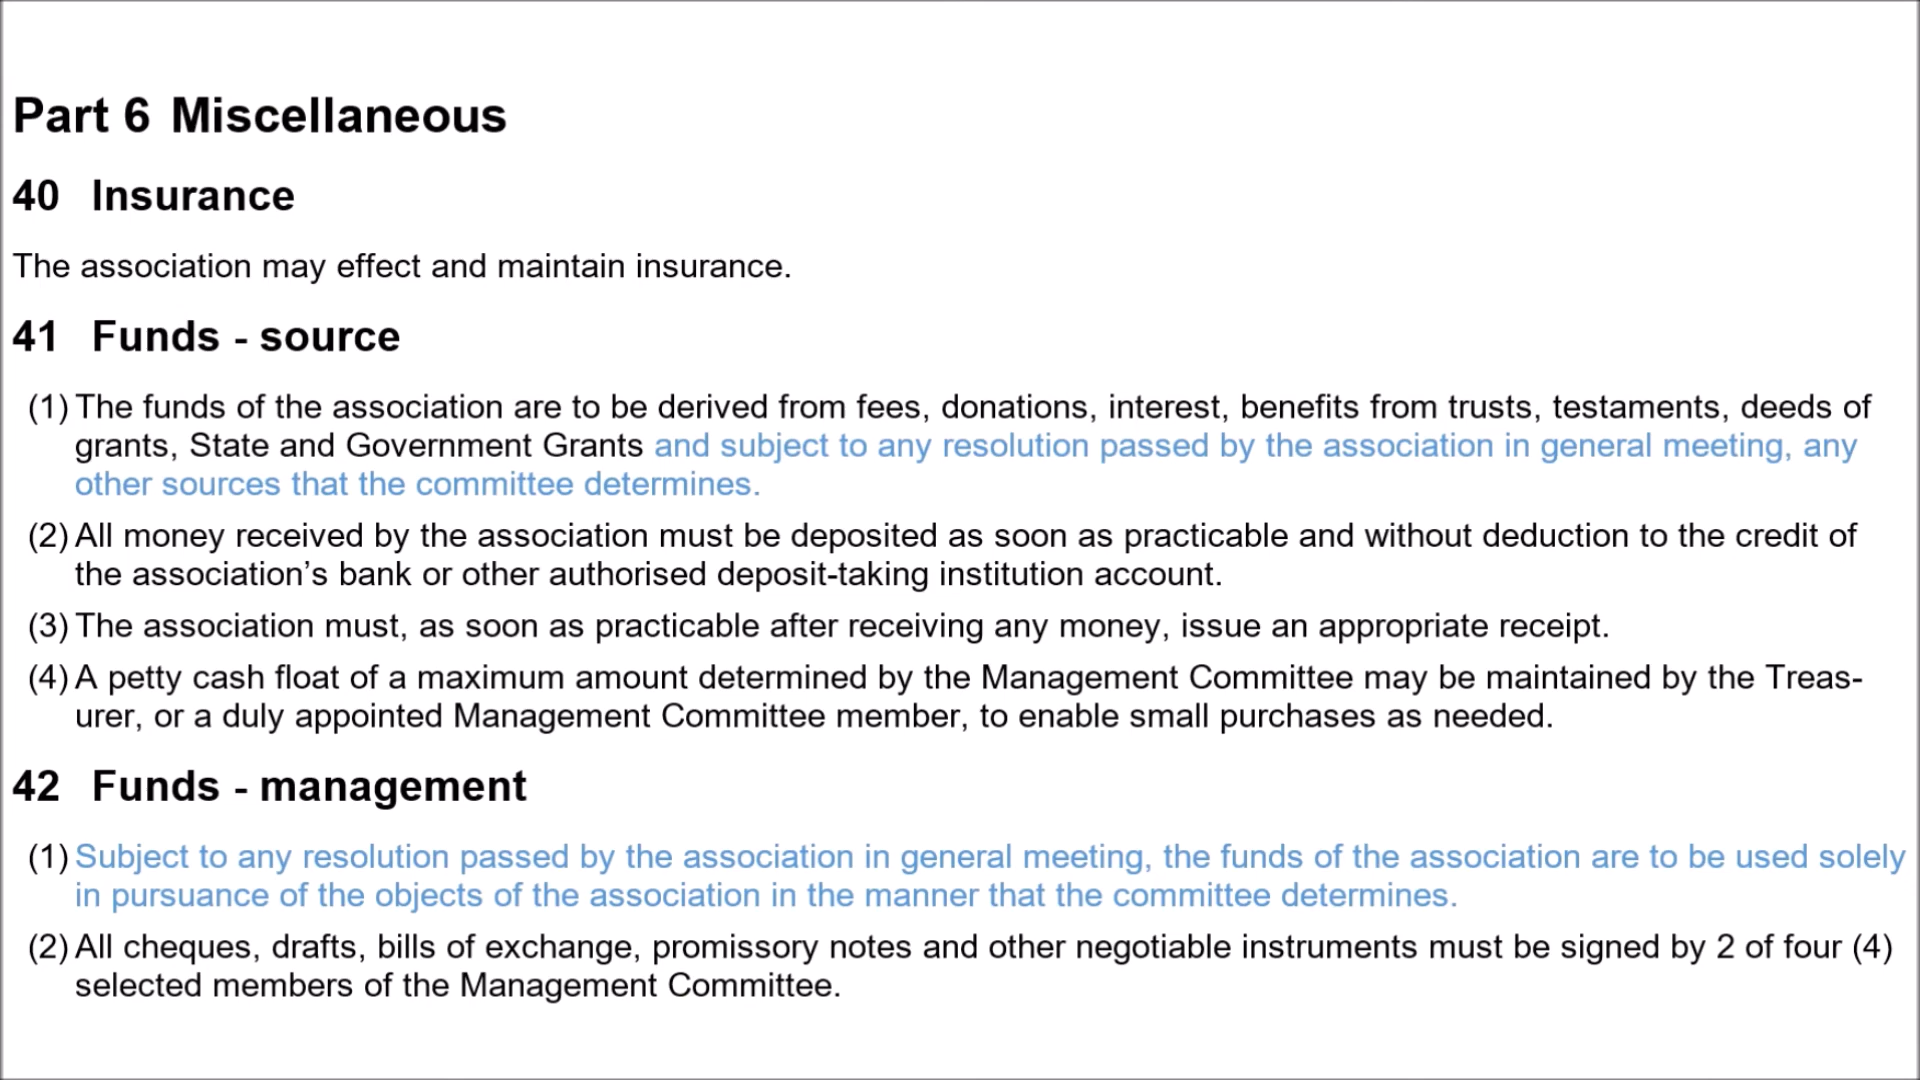 Part 6 Miscellaneous
40 Insurance
The association may effect and maintain insurance.
41 Funds - source
(1) The funds of the association are to be derived from fees, donations, interest, benefits from trusts, testaments, deeds of
grants, State and Government Grants and subject to any resolution passed by the association in general meeting, any
other sources that the committee determines.
(2) All money received by the association must be deposited as soon as practicable and without deduction to the credit of
the association’s bank or other authorised deposit-taking institution account.
(3) The association must, as soon as practicable after receiving any money, issue an appropriate receipt.
(4) A petty cash float of a maximum amount determined by the Management Committee may be maintained by the Treas-
urer, or a duly appointed Management Committee member, to enable small purchases as needed.
42 Funds - management
(1) Subject to any resolution passed by the association in general meeting, the funds of the association are to be used solely
in pursuance of the objects of the association in the manner that the committee determines.
(2) All cheques, drafts, bills of exchange, promissory notes and other negotiable instruments must be signed by 2 of four (4)
selected members of the Management Committee.